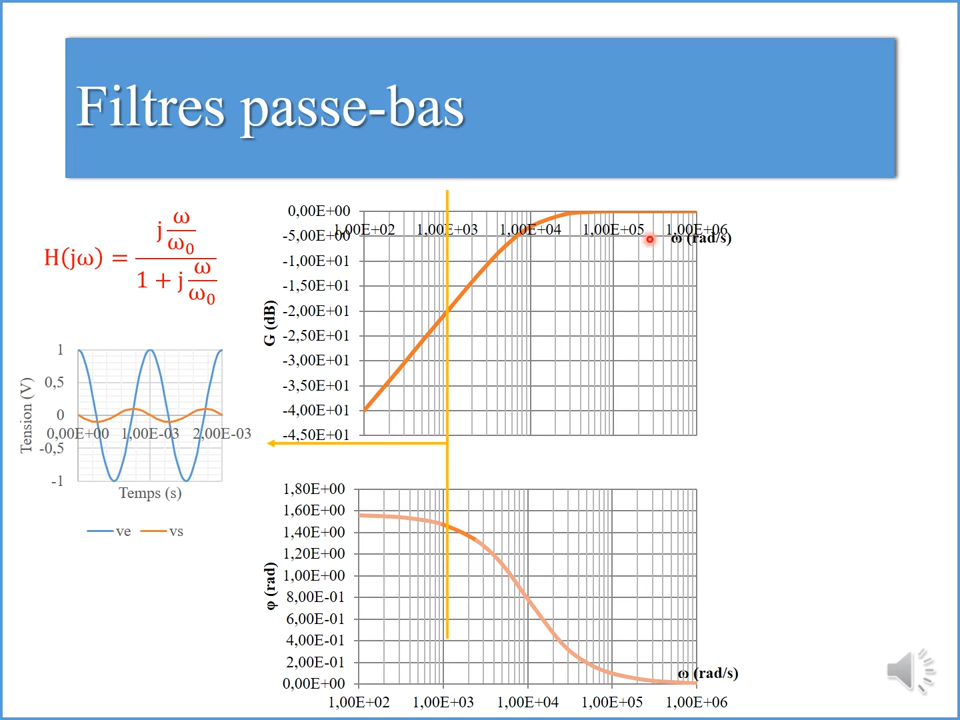 Filtres passe-bas
H(jω) = j ω/ω₀ / 1 + j ω/ω₀
1
0,5
0
-0,5
-1
0,00E+00 1,00E-03 2,00E-03
Tension (V)
Temps (s)
ve vs
0,00E+00
-5,00E+00
-1,00E+01
-1,50E+01
-2,00E+01
-2,50E+01
-3,00E+01
-3,50E+01
-4,00E+01
-4,50E+01
1,00E+02 1,00E+03 1,00E+04 1,00E+05 1,00E+06
G (dB)
ω (rad/s)
1,80E+00
1,60E+00
1,40E+00
1,20E+00
1,00E+00
8,00E-01
6,00E-01
4,00E-01
2,00E-01
0,00E+00
1,00E+02 1,00E+03 1,00E+04 1,00E+05 1,00E+06
φ (rad)
ω (rad/s)